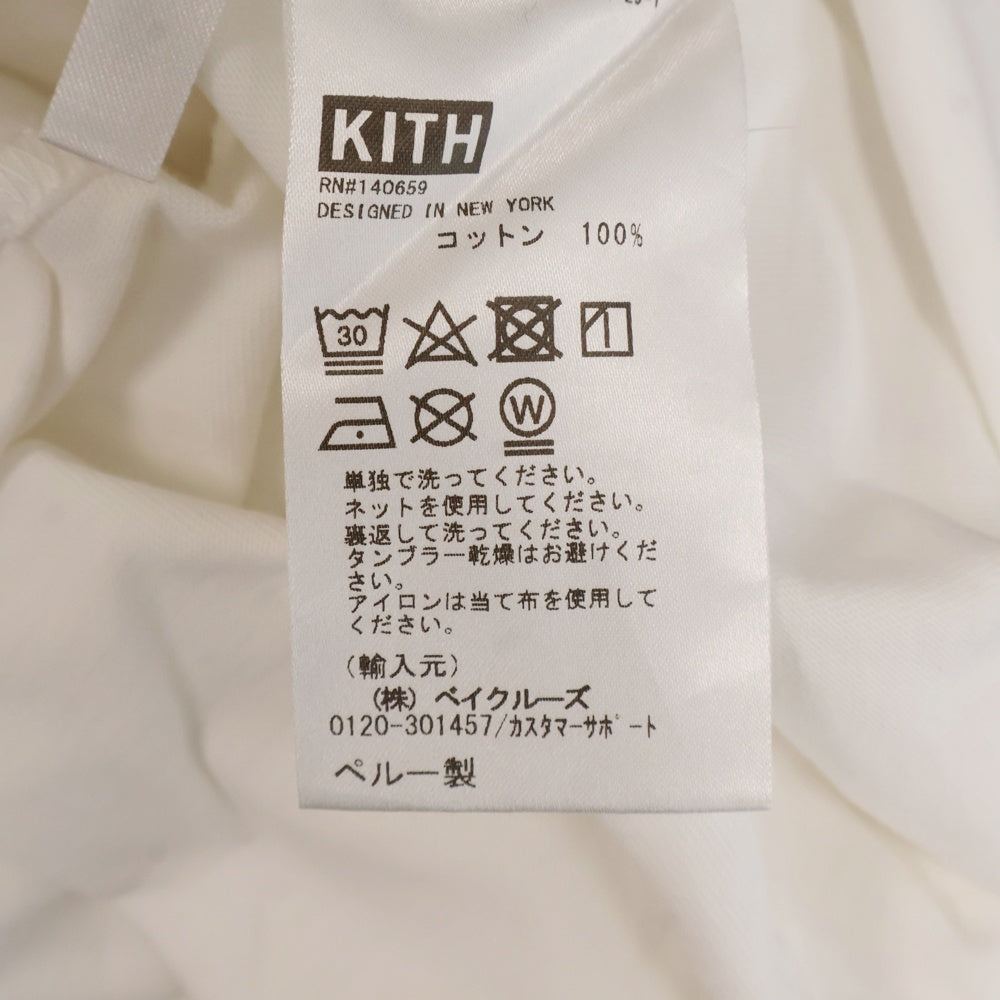 KITH
RN#140659
DESIGNED IN NEW YORK
コットン 100%
30
W
単独で洗ってください。
ネットを使用してください。
裏返して洗ってください。
タンブラー乾燥はお避けくだ
さい。
アイロンは当て布を使用して
ください。
(輸入元)
(株) ベイクルーズ
0120-301457/カスタマーサポート
ペルー製